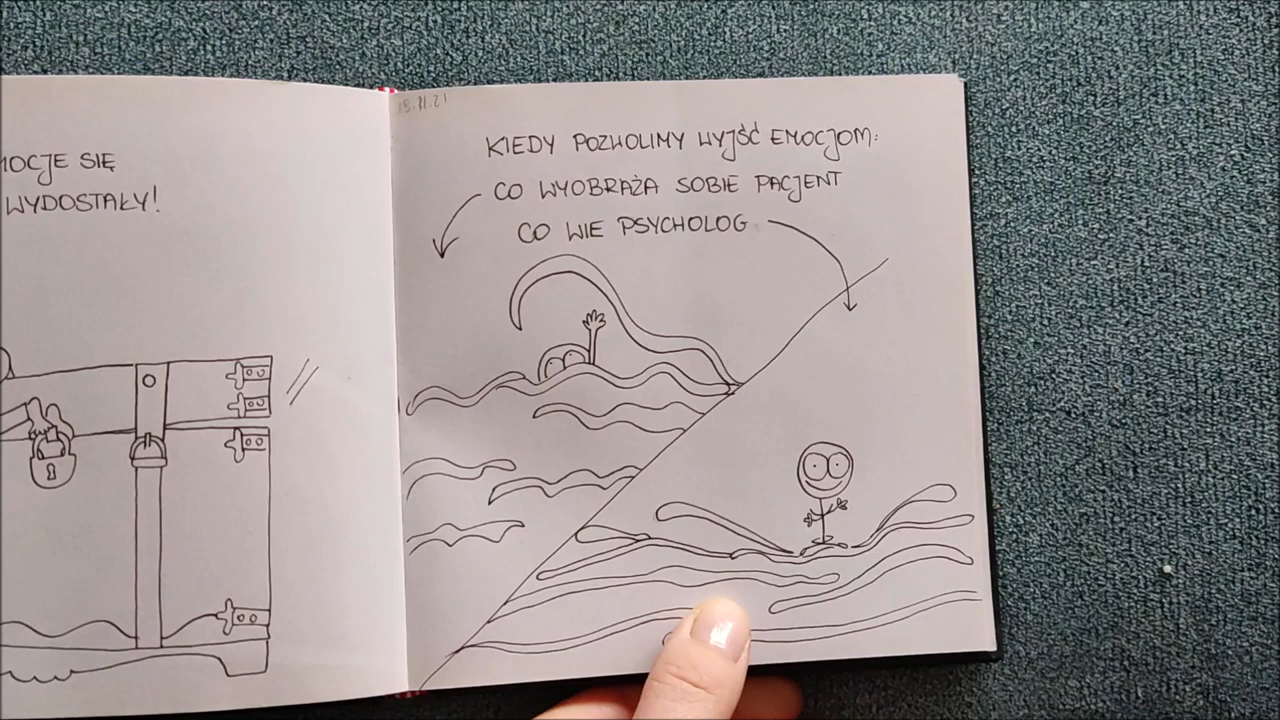 MOCJE SIĘ
WYDOSTAŁY!
KIEDY POZWOLIMY WYJŚĆ EMOCJOM:
CO WYOBRAŻA SOBIE PACJENT
CO WIE PSYCHOLOG